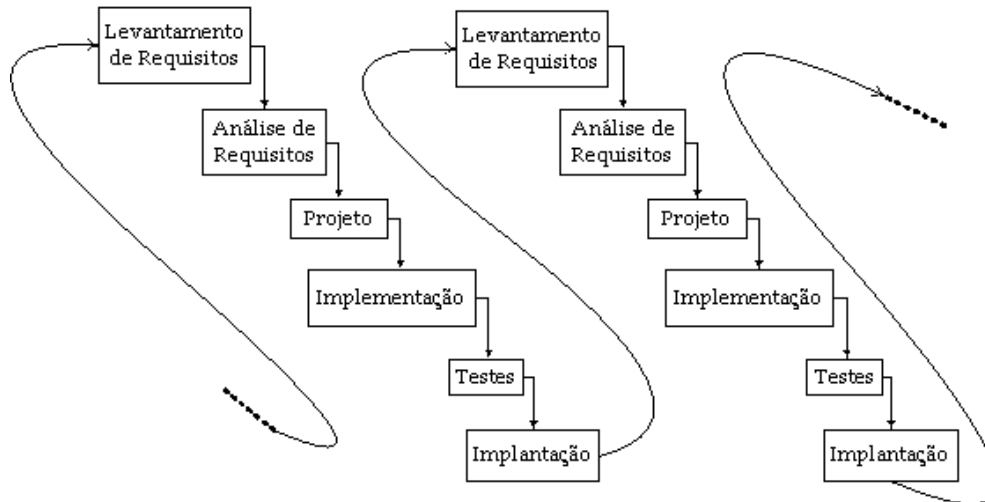 Levantamento
de Requisitos
Análise de
Requisitos
Projeto
Implementação
Testes
Implantação
Levantamento
de Requisitos
Análise de
Requisitos
Projeto
Implementação
Testes
Implantação